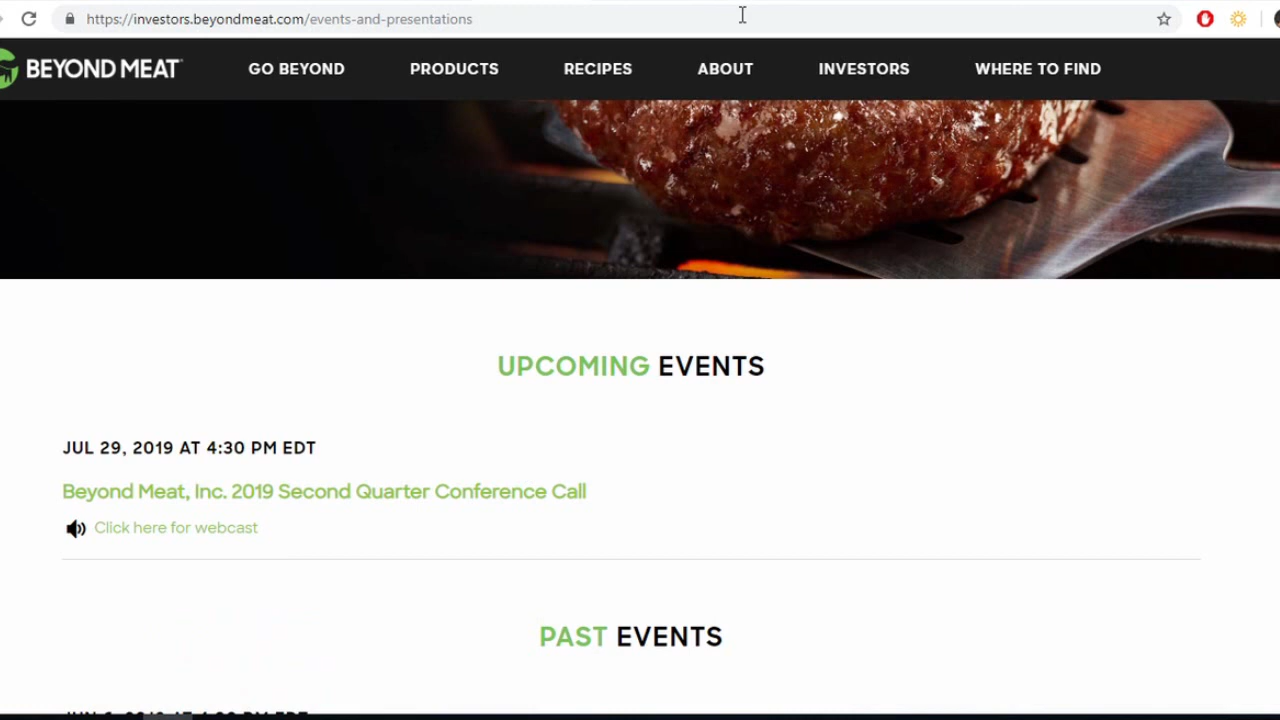 https://investors.beyondmeat.com/events-and-presentations
BEYOND MEAT
GO BEYOND PRODUCTS RECIPES ABOUT INVESTORS WHERE TO FIND
UPCOMING EVENTS
JUL 29, 2019 AT 4:30 PM EDT
Beyond Meat, Inc. 2019 Second Quarter Conference Call
Click here for webcast
PAST EVENTS